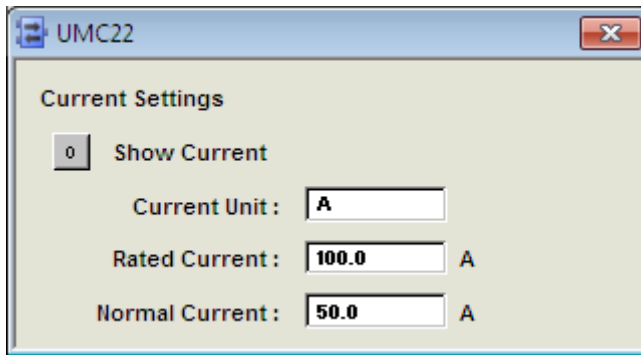 UMC22
Current Settings
0 Show Current
Current Unit : A
Rated Current : 100.0 A
Normal Current : 50.0 A